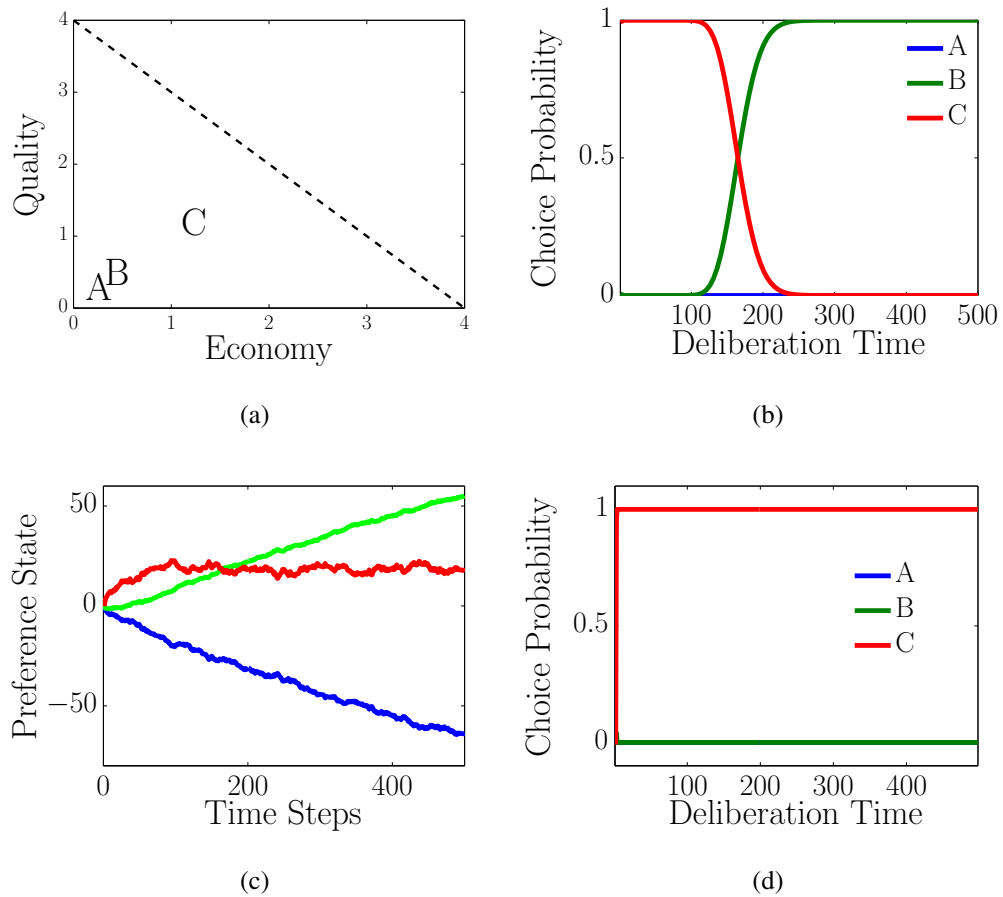 4
3
2
1
0
0
1
2
3
4
Quality
Economy
A
B
C
(a)
1
0.5
0
100
200
300
400
500
Choice Probability
Deliberation Time
A
B
C
(b)
50
0
−50
0
200
400
Preference State
Time Steps
(c)
1
0.5
0
100
200
300
400
Choice Probability
Deliberation Time
A
B
C
(d)